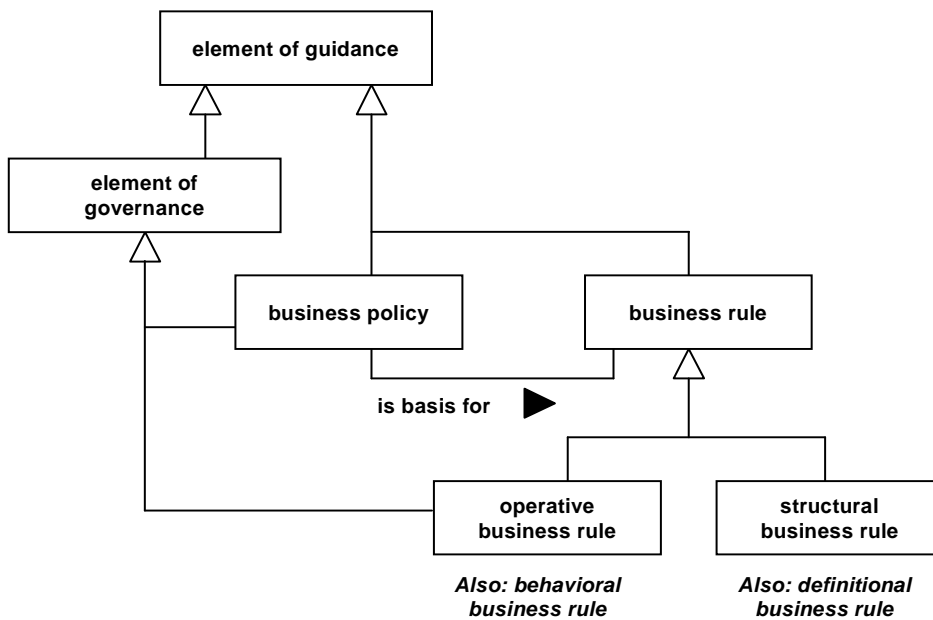 element of guidance
element of
governance
business policy
business rule
is basis for
operative
business rule
structural
business rule
Also: behavioral
business rule
Also: definitional
business rule